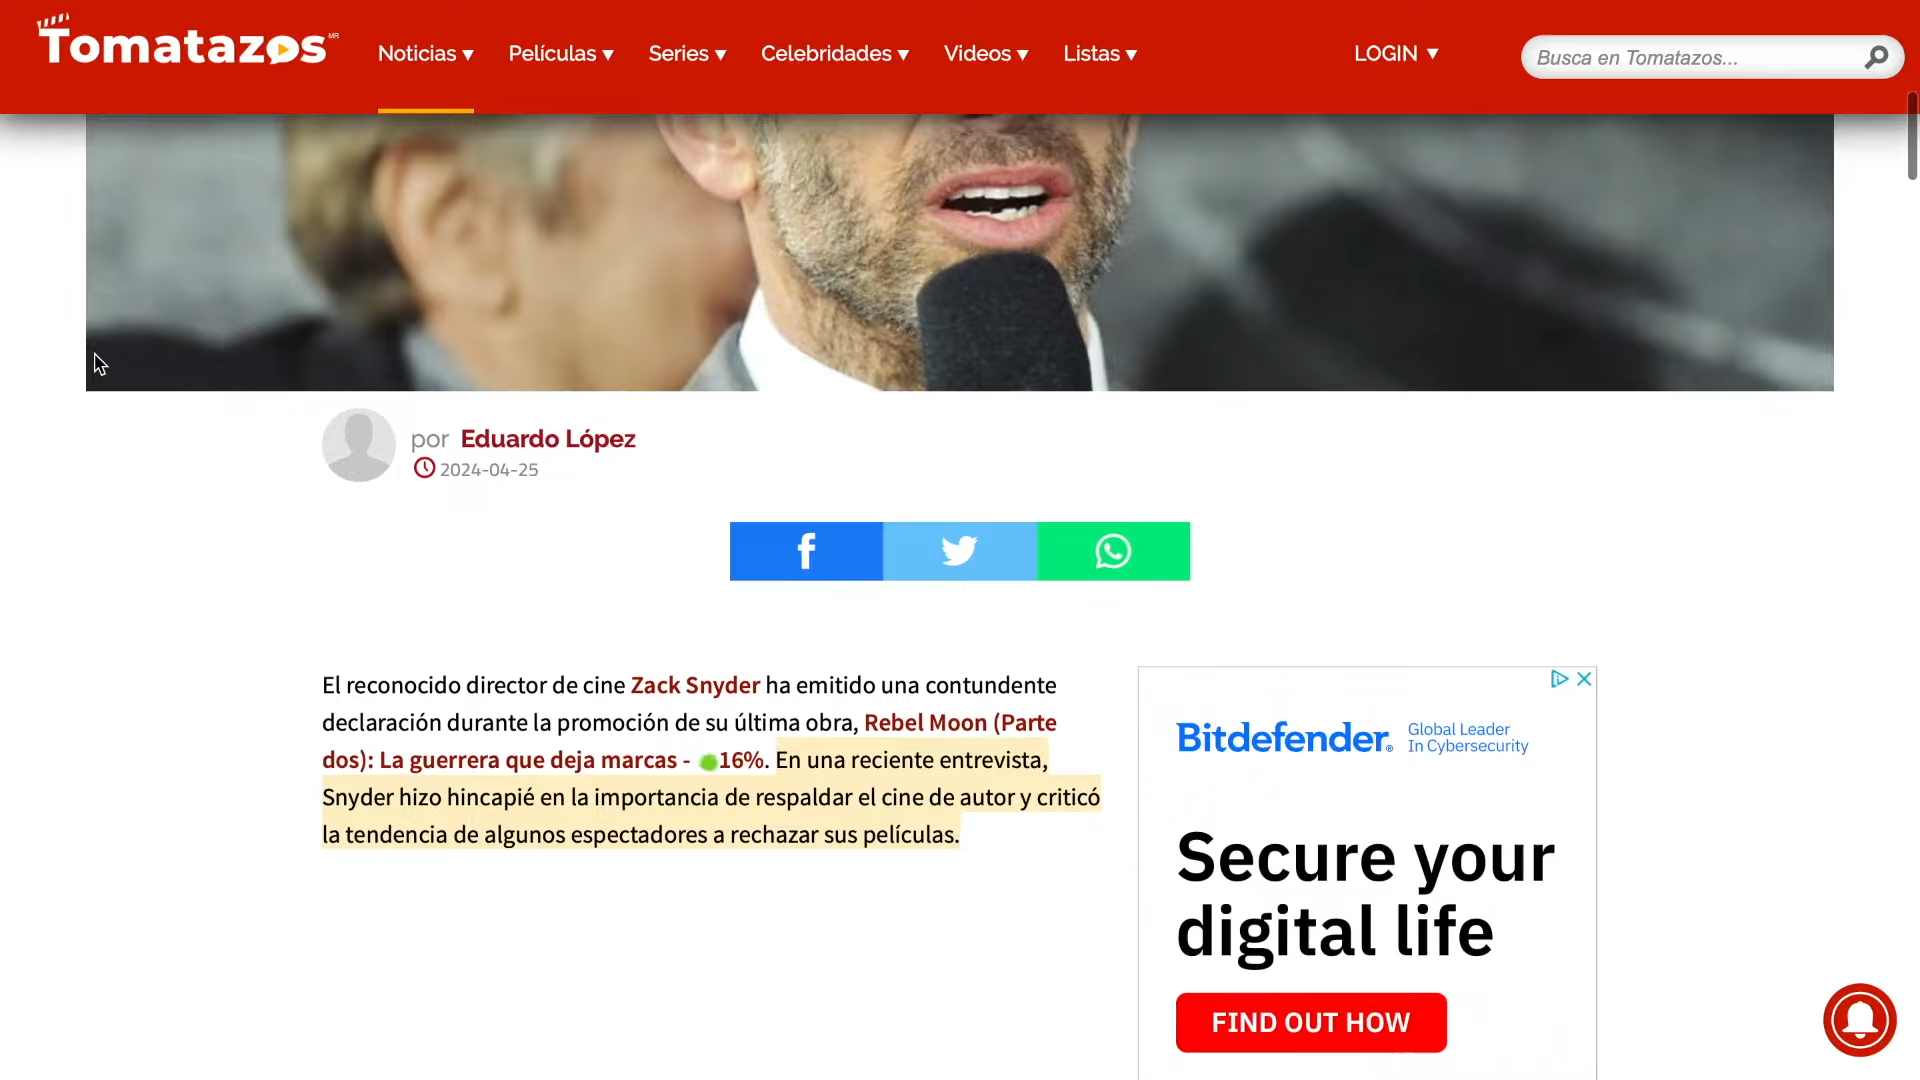 Tomatazos MR
Noticias ▼ Películas ▼ Series ▼ Celebridades ▼ Videos ▼ Listas ▼ LOGIN ▼ Busca en Tomatazos...
por Eduardo López
2024-04-25
El reconocido director de cine Zack Snyder ha emitido una contundente
declaración durante la promoción de su última obra, Rebel Moon (Parte
dos): La guerrera que deja marcas - 16%. En una reciente entrevista,
Snyder hizo hincapié en la importancia de respaldar el cine de autor y criticó
la tendencia de algunos espectadores a rechazar sus películas.
Bitdefender® Global Leader
In Cybersecurity
Secure your
digital life
FIND OUT HOW